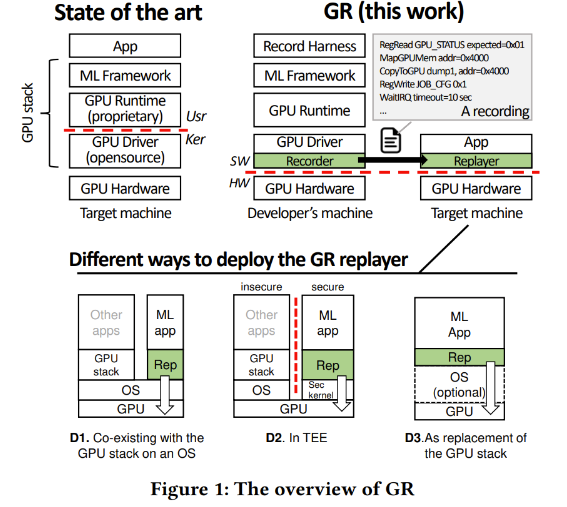 State of the art
GR (this work)
App
ML Framework
GPU Runtime
(proprietary)
GPU Driver
(opensource)
GPU Hardware
GPU stack
Usr
Ker
Target machine
Record Harness
ML Framework
GPU Runtime
GPU Driver
Recorder
GPU Hardware
SW
HW
Developer's machine
RegRead GPU_STATUS expected=0x01
MapGPUMem addr=0x4000
CopyToGPU dump1, addr=0x4000
RegWrite JOB_CFG 0x1
WaitIRQ timeout=10 sec
...
A recording
App
Replayer
GPU Hardware
Target machine
Different ways to deploy the GR replayer
Other
apps
ML
app
GPU
stack
Rep
OS
GPU
D1. Co-existing with the
GPU stack on an OS
insecure
secure
Other
apps
ML
app
GPU
stack
Rep
OS
Sec
kernel
GPU
D2. In TEE
ML
App
Rep
OS
(optional)
GPU
D3.As replacement of
the GPU stack
Figure 1: The overview of GR